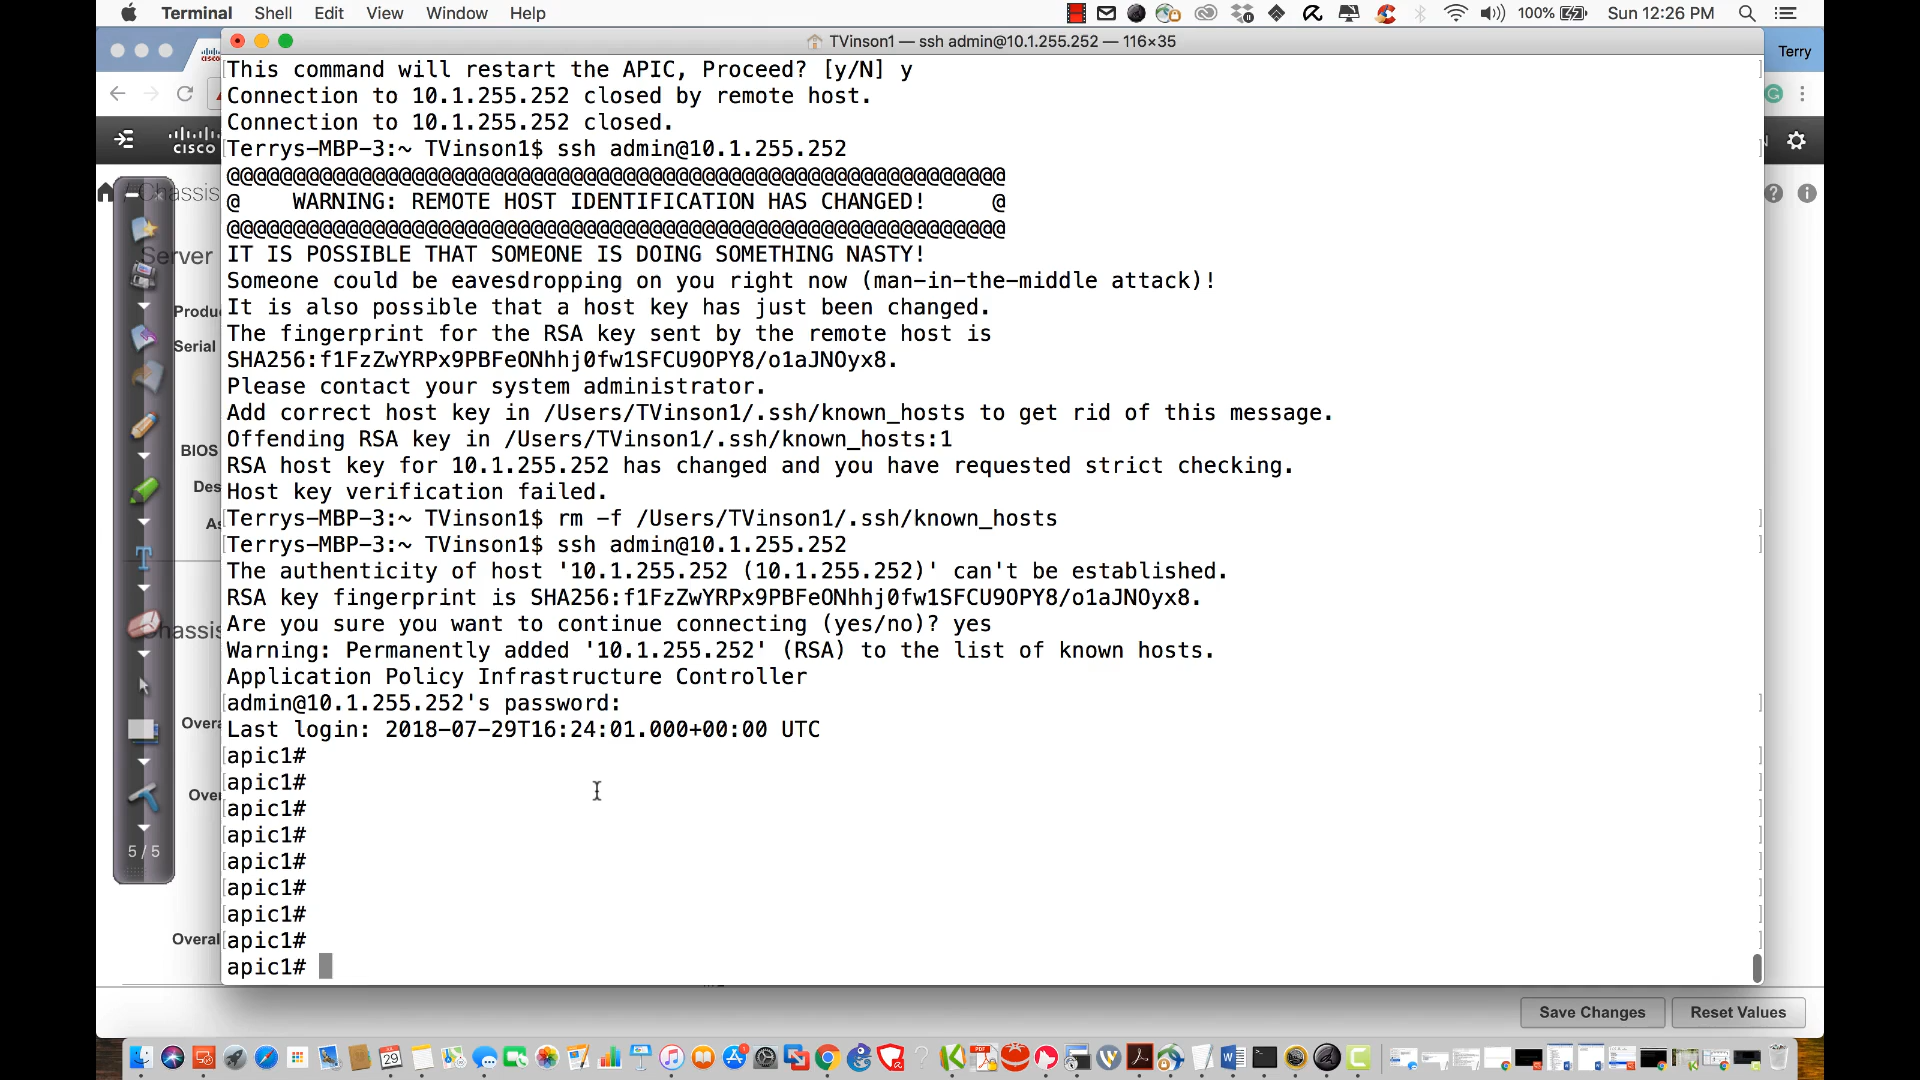 Terminal Shell Edit View Window Help 100% Sun 12:26 PM
TVinson1 — ssh admin@10.1.255.252 — 116×35
Terry
This command will restart the APIC, Proceed? [y/N] y
Connection to 10.1.255.252 closed by remote host.
Connection to 10.1.255.252 closed.
Terrys-MBP-3:~ TVinson1$ ssh admin@10.1.255.252
@@@@@@@@@@@@@@@@@@@@@@@@@@@@@@@@@@@@@@@@@@@@@@@@@@@@@@@@@@@
@    WARNING: REMOTE HOST IDENTIFICATION HAS CHANGED!     @
@@@@@@@@@@@@@@@@@@@@@@@@@@@@@@@@@@@@@@@@@@@@@@@@@@@@@@@@@@@
IT IS POSSIBLE THAT SOMEONE IS DOING SOMETHING NASTY!
Someone could be eavesdropping on you right now (man-in-the-middle attack)!
It is also possible that a host key has just been changed.
The fingerprint for the RSA key sent by the remote host is
SHA256:f1FzZwYRPx9PBFeONhhj0fw1SFCU9OPY8/o1aJNOyx8.
Please contact your system administrator.
Add correct host key in /Users/TVinson1/.ssh/known_hosts to get rid of this message.
Offending RSA key in /Users/TVinson1/.ssh/known_hosts:1
RSA host key for 10.1.255.252 has changed and you have requested strict checking.
Host key verification failed.
Terrys-MBP-3:~ TVinson1$ rm -f /Users/TVinson1/.ssh/known_hosts
Terrys-MBP-3:~ TVinson1$ ssh admin@10.1.255.252
The authenticity of host '10.1.255.252 (10.1.255.252)' can't be established.
RSA key fingerprint is SHA256:f1FzZwYRPx9PBFeONhhj0fw1SFCU9OPY8/o1aJNOyx8.
Are you sure you want to continue connecting (yes/no)? yes
Warning: Permanently added '10.1.255.252' (RSA) to the list of known hosts.
Application Policy Infrastructure Controller
admin@10.1.255.252's password:
Last login: 2018-07-29T16:24:01.000+00:00 UTC
apic1#
apic1#
apic1#
apic1#
apic1#
apic1#
apic1#
apic1#
apic1#
cisco
/ Chassis
Server
Produ
Serial
BIOS
Des
As
Chassis
Overa
Over
Overal
5/5
Save Changes Reset Values
29